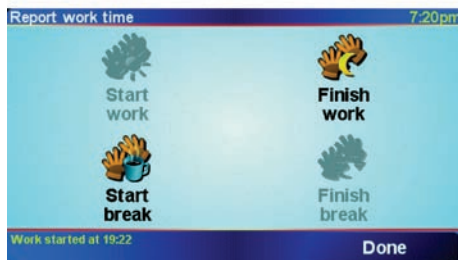 Report work time 7:20pm
Start
work
Finish
work
Start
break
Finish
break
Work started at 19:22
Done